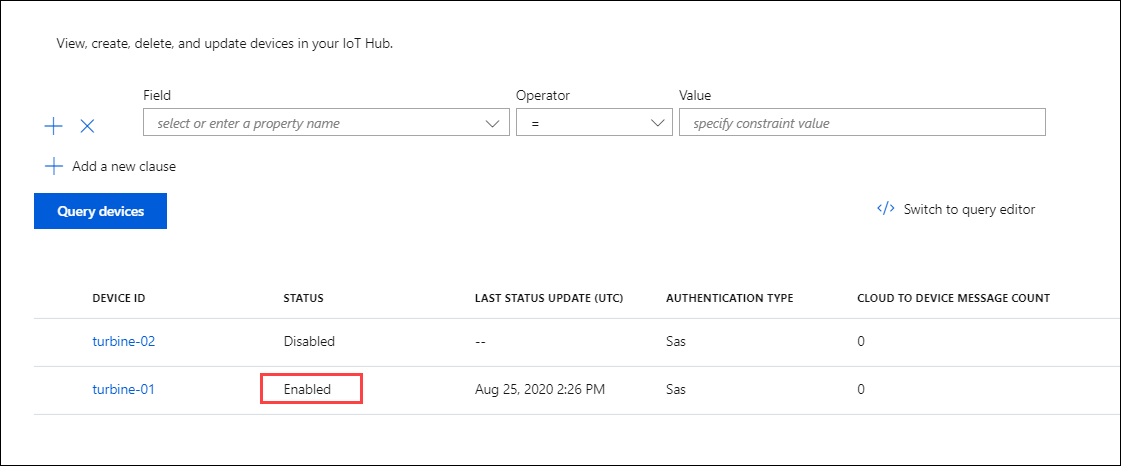 View, create, delete, and update devices in your IoT Hub.
Field Operator Value
select or enter a property name = specify constraint value
Add a new clause
Query devices </> Switch to query editor
DEVICE ID STATUS LAST STATUS UPDATE (UTC) AUTHENTICATION TYPE CLOUD TO DEVICE MESSAGE COUNT
turbine-02 Disabled -- Sas 0
turbine-01 Enabled Aug 25, 2020 2:26 PM Sas 0